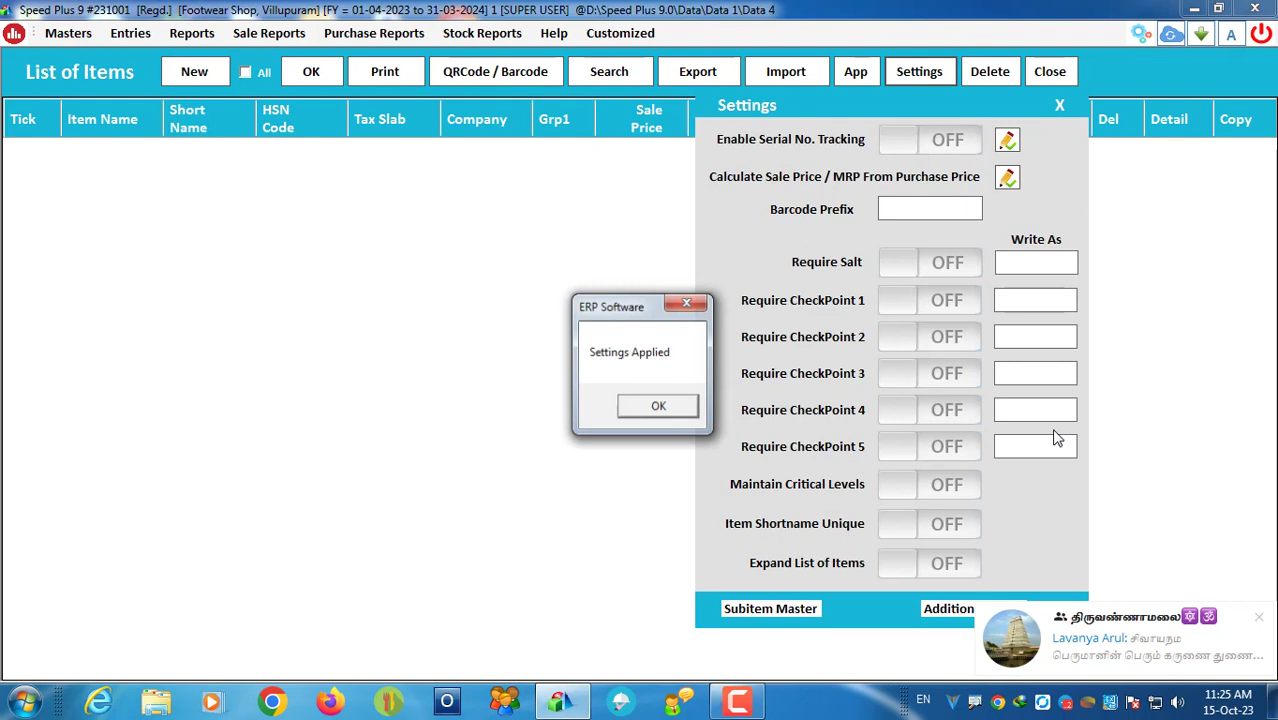 Speed Plus 9 #231001 [Regd.] [Footwear Shop, Villupuram] [FY = 01-04-2023 to 31-03-2024] 1 [SUPER USER] @D:\Speed Plus 9.0\Data\Data 1\Data 4
Masters Entries Reports Sale Reports Purchase Reports Stock Reports Help Customized A
List of Items New All OK Print QRCode / Barcode Search Export Import App Settings Delete Close
Tick Item Name Short Name HSN Code Tax Slab Company Grp1 Sale Price Del Detail Copy
Settings X
Enable Serial No. Tracking OFF
Calculate Sale Price / MRP From Purchase Price
Barcode Prefix
Write As
Require Salt OFF
Require CheckPoint 1 OFF
Require CheckPoint 2 OFF
Require CheckPoint 3 OFF
Require CheckPoint 4 OFF
Require CheckPoint 5 OFF
Maintain Critical Levels OFF
Item Shortname Unique OFF
Expand List of Items OFF
Subitem Master Addition
ERP Software
Settings Applied
OK
திருவண்ணாமலை🔯🕉
Lavanya Arul: சிவாயநம
பெருமானின் பெரும் கருணை துணை...
EN 11:25 AM
15-Oct-23